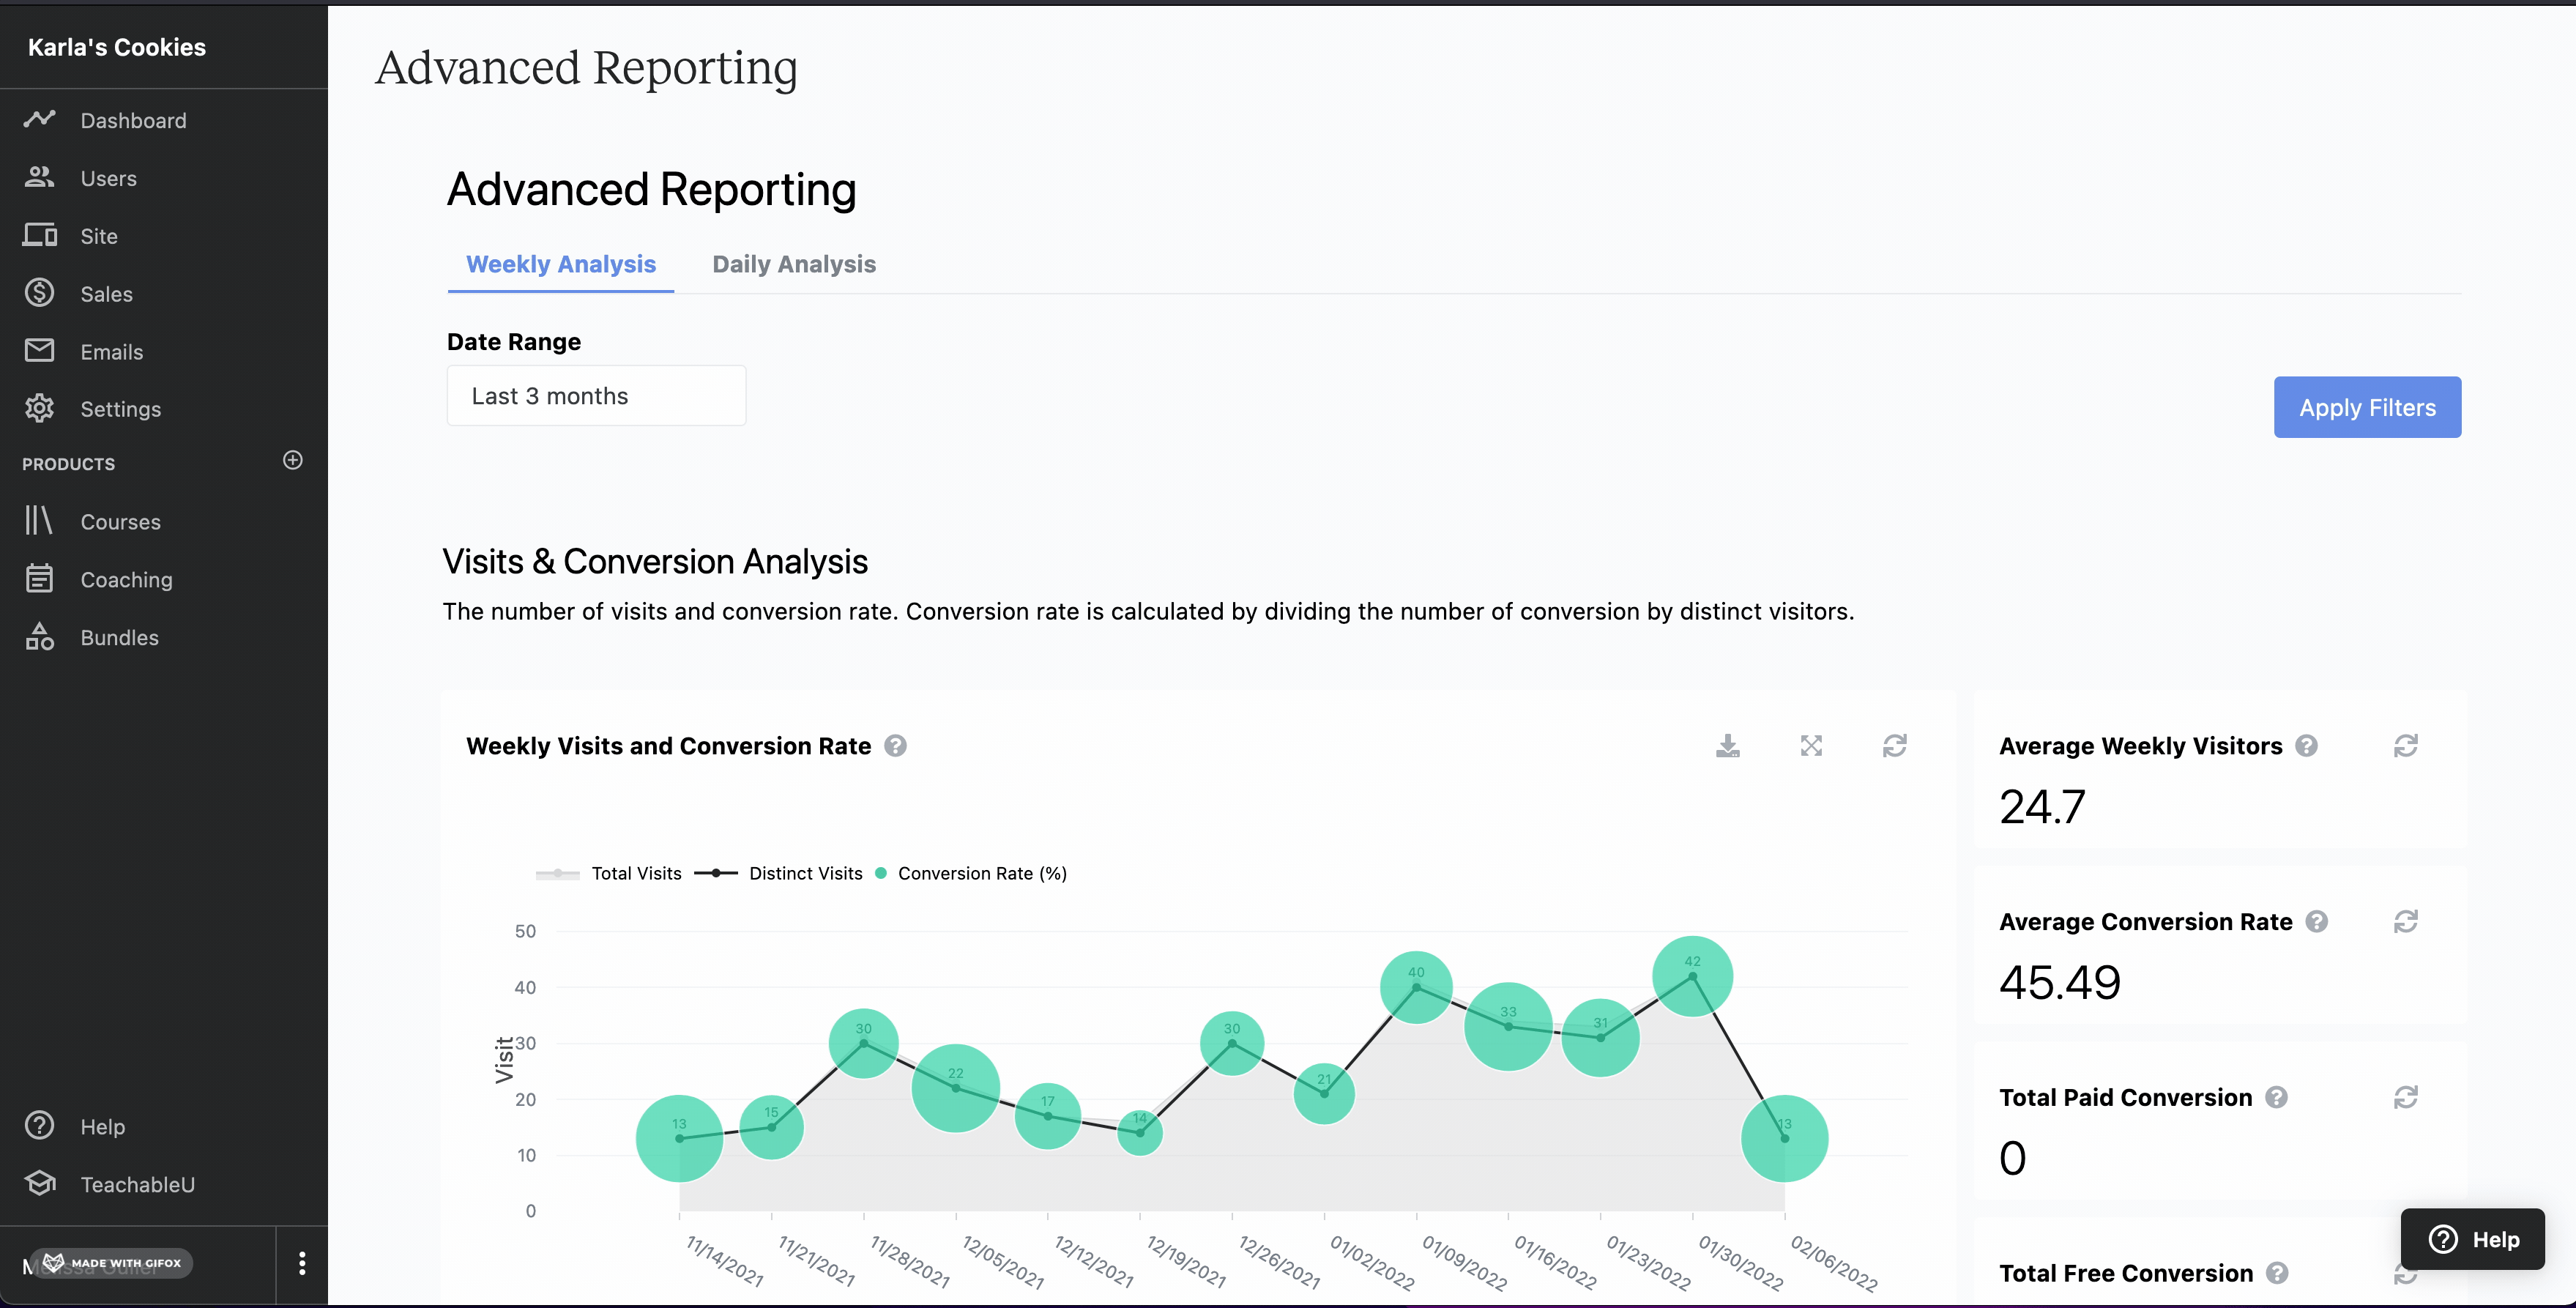 Karla's Cookies
Dashboard
Users
Site
Sales
Emails
Settings
PRODUCTS
Courses
Coaching
Bundles
Help
TeachableU
MADE WITH GIFOX
Advanced Reporting
Advanced Reporting
Weekly Analysis Daily Analysis
Date Range
Last 3 months
Apply Filters
Visits & Conversion Analysis
The number of visits and conversion rate. Conversion rate is calculated by dividing the number of conversion by distinct visitors.
Weekly Visits and Conversion Rate
Total Visits Distinct Visits Conversion Rate (%)
Visit
50
40
30
20
10
0
13 15 30 22 17 14 30 21 40 33 31 42 13
11/14/2021 11/21/2021 11/28/2021 12/05/2021 12/12/2021 12/19/2021 12/26/2021 01/02/2022 01/09/2022 01/16/2022 01/23/2022 01/30/2022 02/06/2022
Average Weekly Visitors
24.7
Average Conversion Rate
45.49
Total Paid Conversion
0
Total Free Conversion
Help